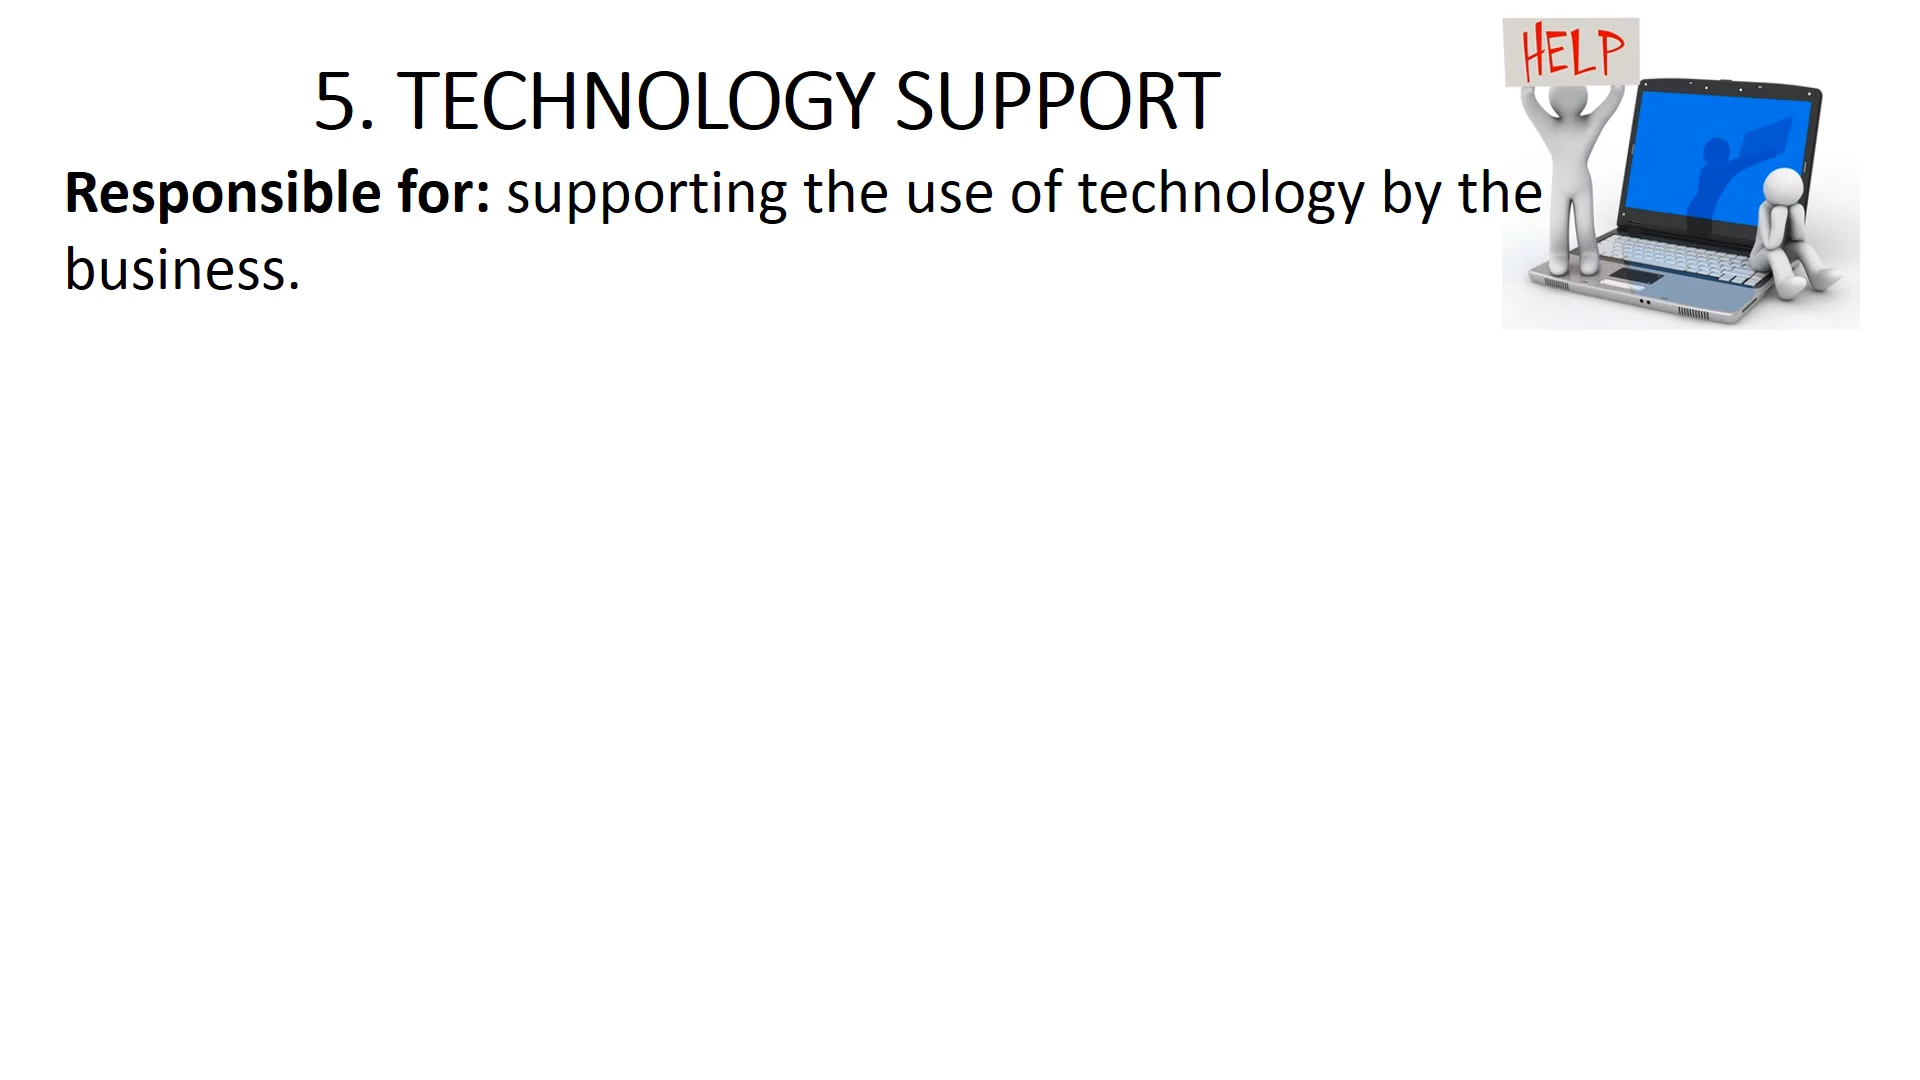 HELP
5. TECHNOLOGY SUPPORT
Responsible for: supporting the use of technology by the
business.